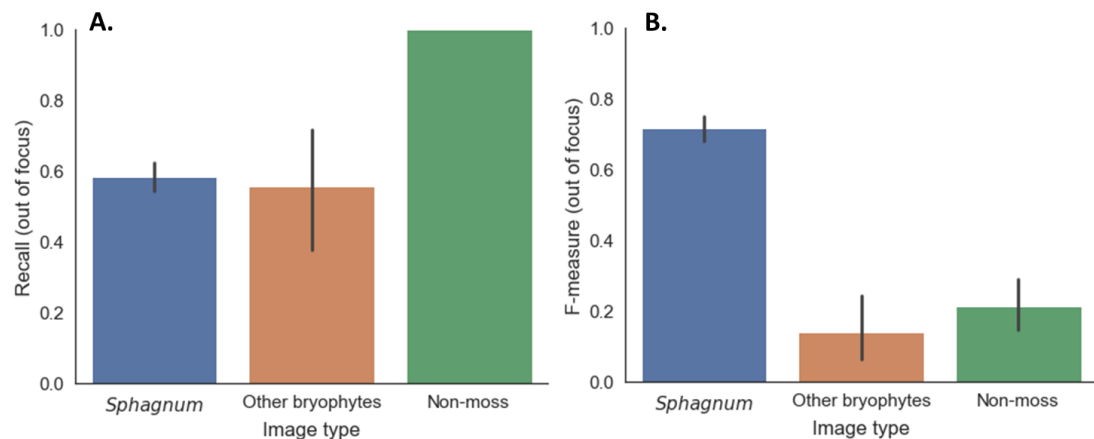 A.
Recall (out of focus)
1.0
0.8
0.6
0.4
0.2
0.0
Sphagnum
Other bryophytes
Non-moss
Image type
B.
F-measure (out of focus)
1.0
0.8
0.6
0.4
0.2
0.0
Sphagnum
Other bryophytes
Non-moss
Image type